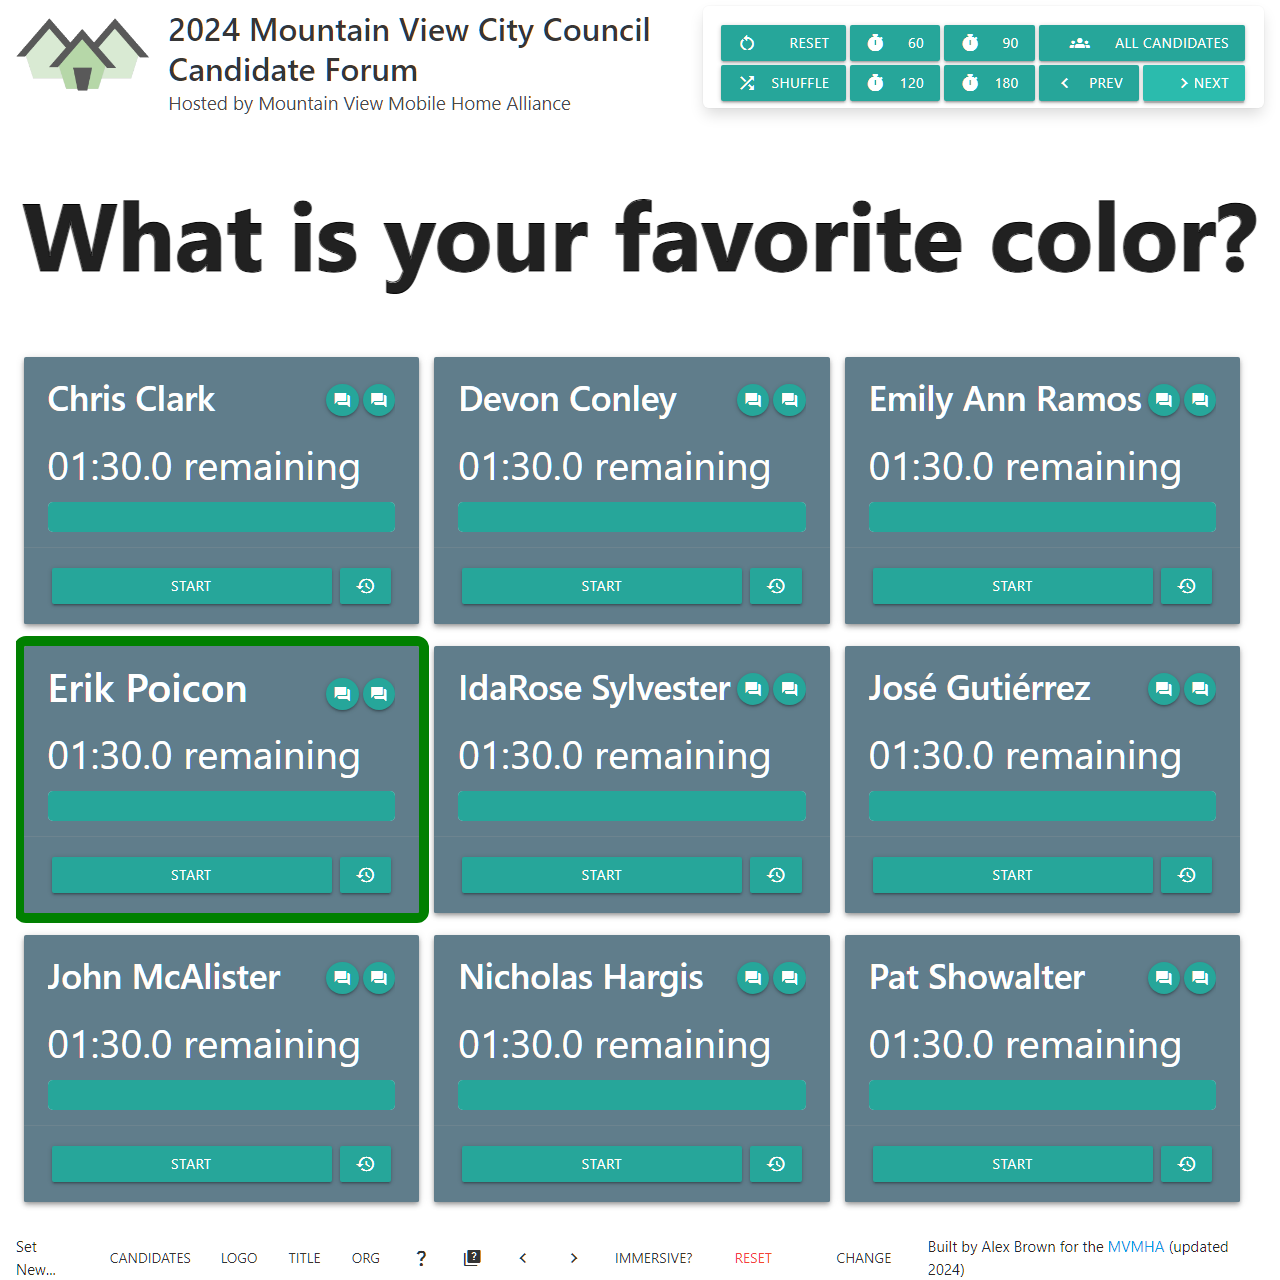 2024 Mountain View City Council
Candidate Forum
Hosted by Mountain View Mobile Home Alliance
RESET 60 90 ALL CANDIDATES
SHUFFLE 120 180 PREV NEXT
What is your favorite color?
Chris Clark
01:30.0 remaining
START
Devon Conley
01:30.0 remaining
START
Emily Ann Ramos
01:30.0 remaining
START
Erik Poicon
01:30.0 remaining
START
IdaRose Sylvester
01:30.0 remaining
START
José Gutiérrez
01:30.0 remaining
START
John McAlister
01:30.0 remaining
START
Nicholas Hargis
01:30.0 remaining
START
Pat Showalter
01:30.0 remaining
START
Set
New...
CANDIDATES LOGO TITLE ORG ? ? IMMERSIVE? RESET CHANGE
Built by Alex Brown for the MVMHA (updated
2024)